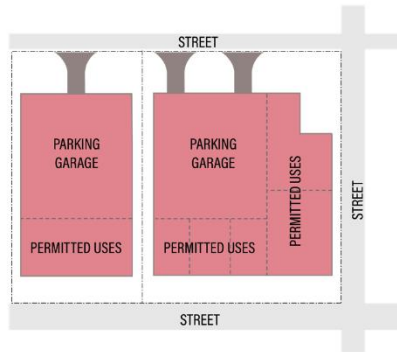 STREET
PARKING
GARAGE
PERMITTED USES
PARKING
GARAGE
PERMITTED USES
PERMITTED USES
STREET
STREET